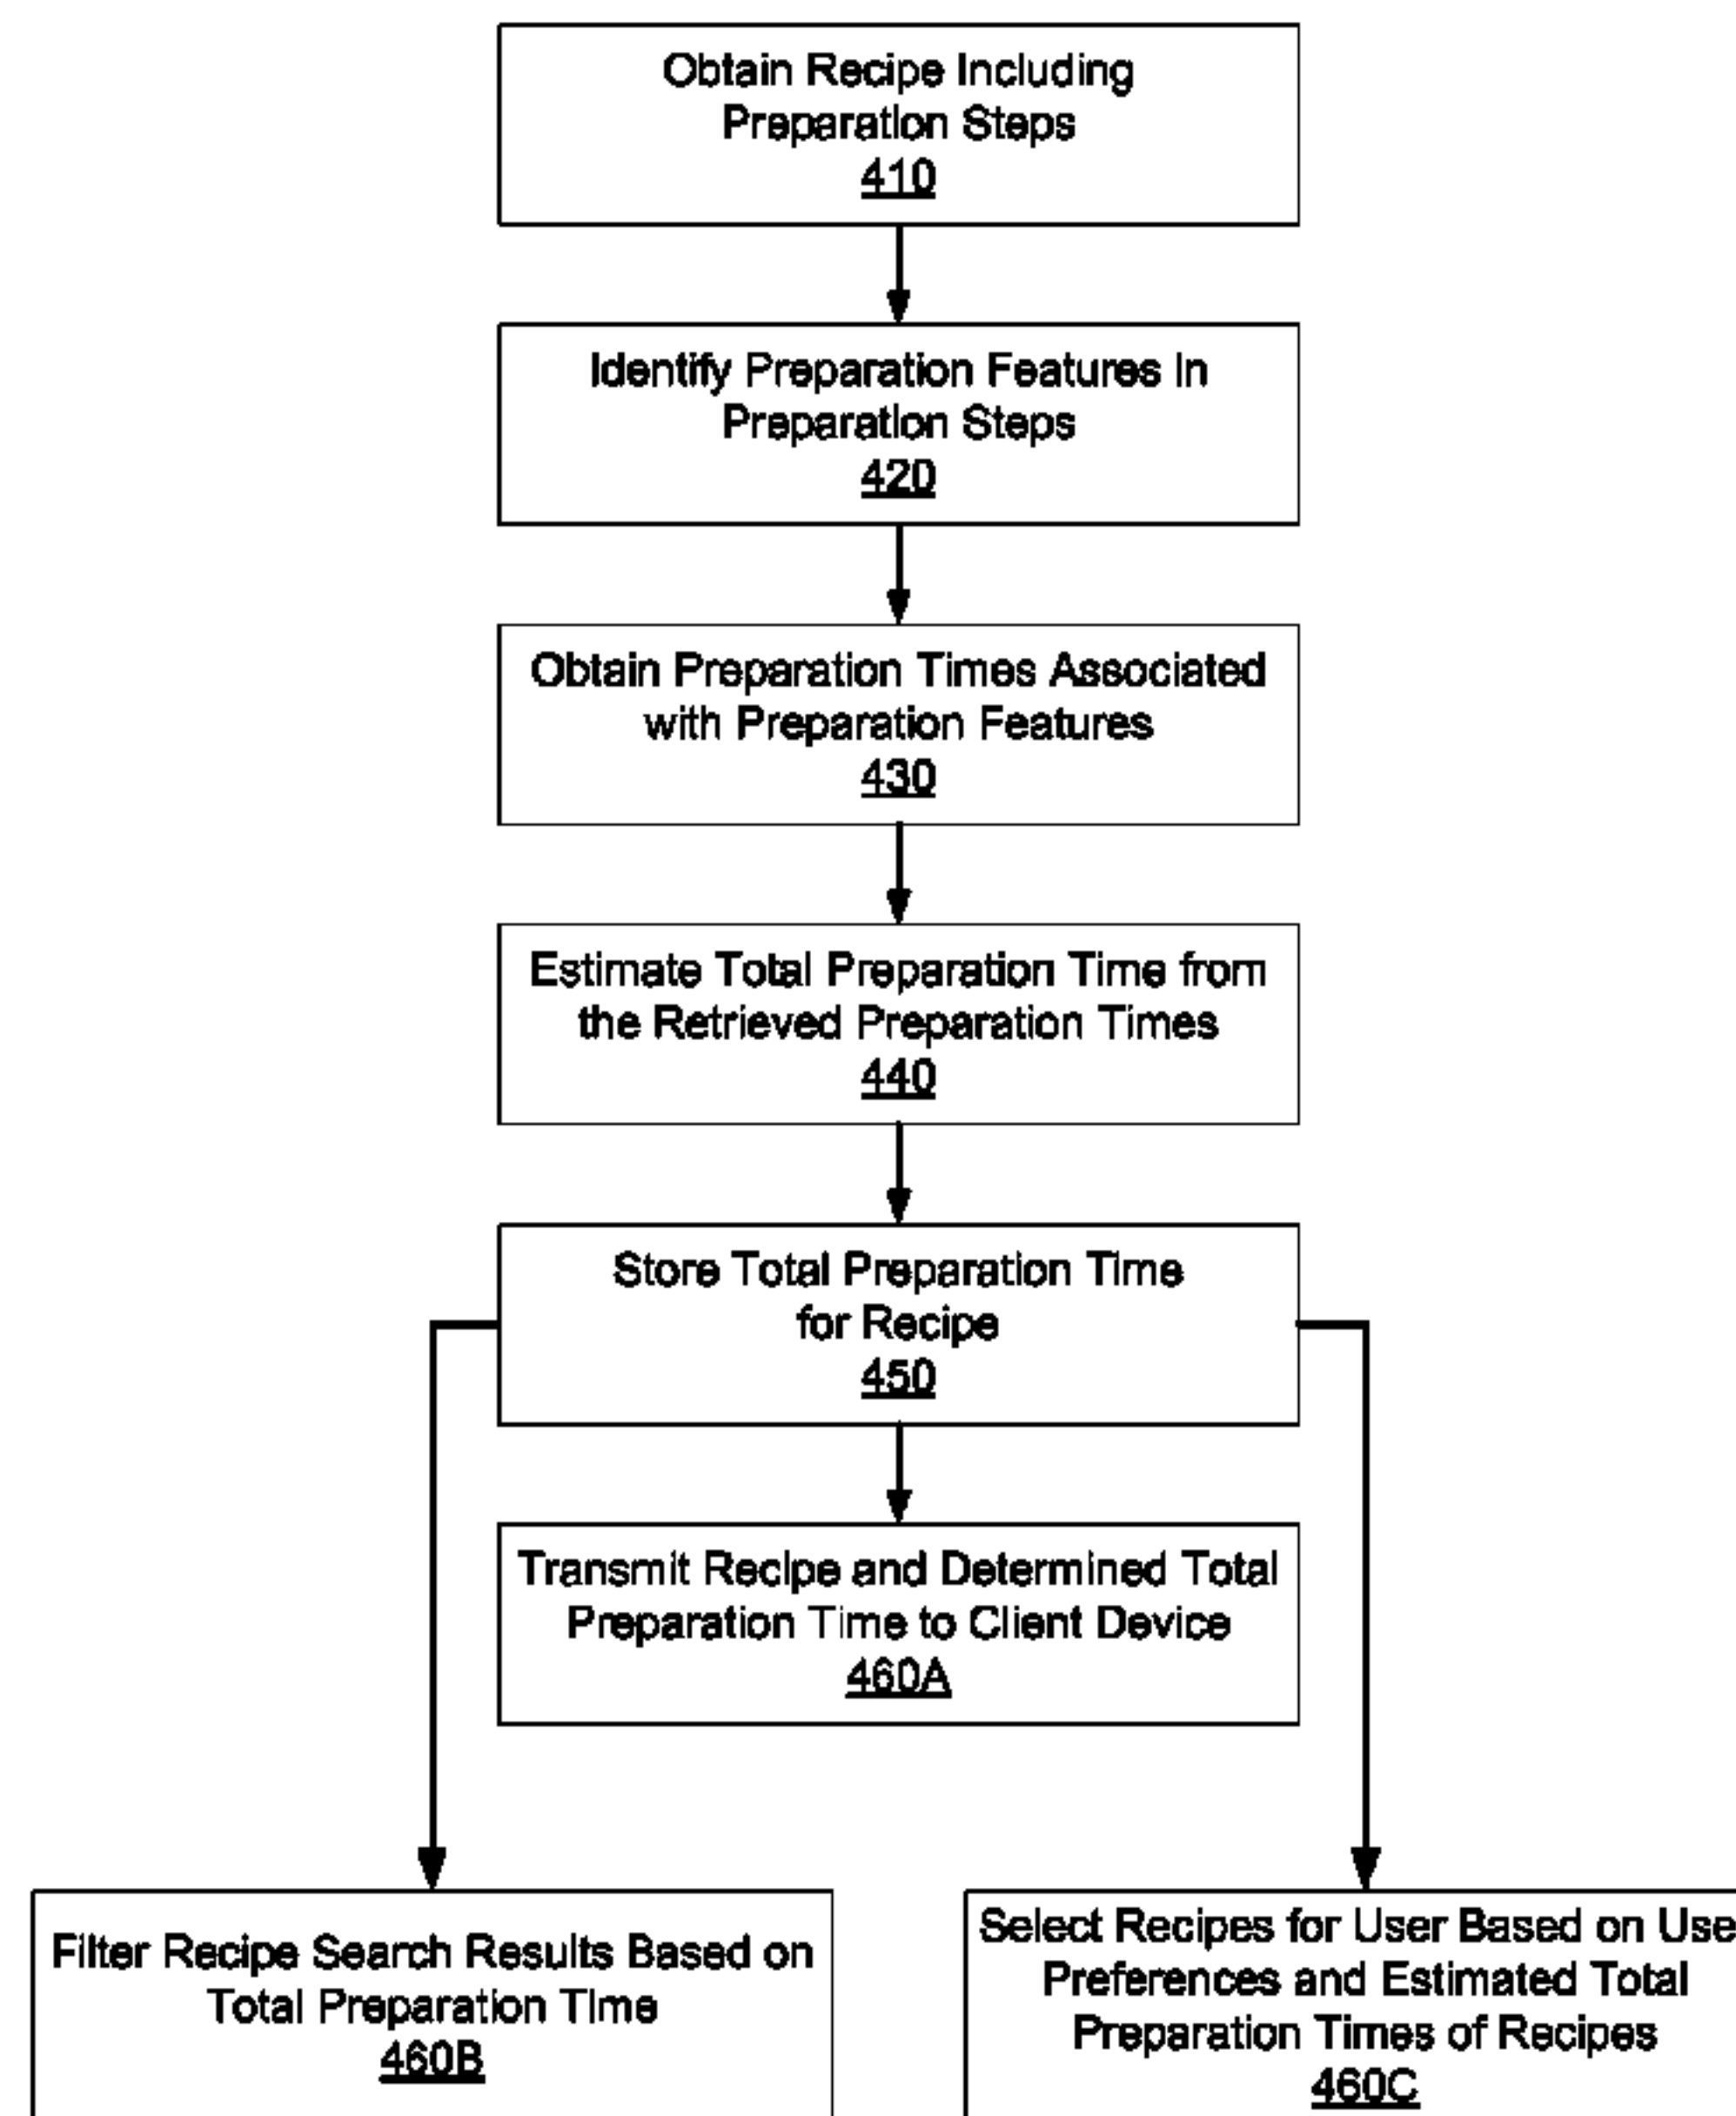 Obtain Recipe Including
Preparation Steps
410
Identify Preparation Features In
Preparation Steps
420
Obtain Preparation Times Associated
with Preparation Features
430
Estimate Total Preparation Time from
the Retrieved Preparation Times
440
Store Total Preparation Time
for Recipe
450
Transmit Recipe and Determined Total
Preparation Time to Client Device
460A
Filter Recipe Search Results Based on
Total Preparation Time
460B
Select Recipes for User Based on Use
Preferences and Estimated Total
Preparation Times of Recipes
460C